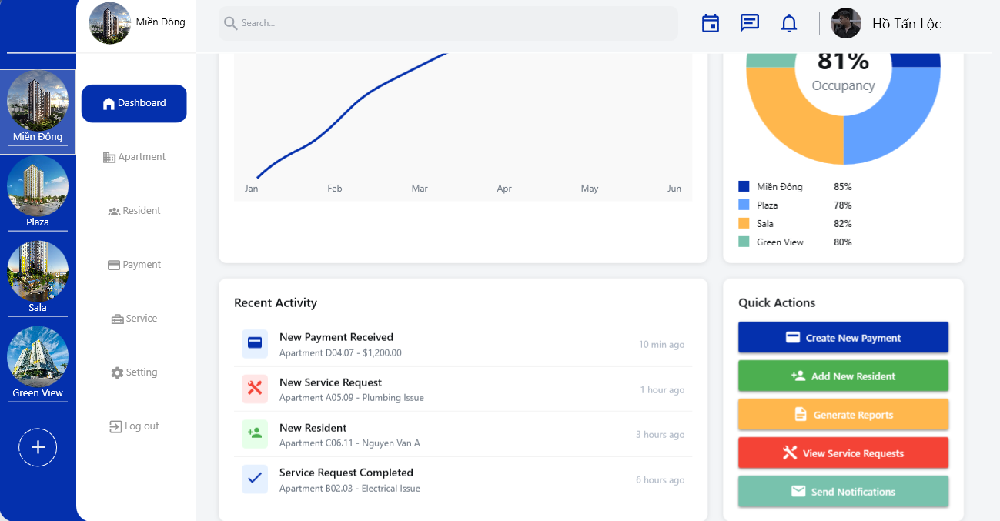 Miền Đông
Search...
Hồ Tấn Lộc
Miền Đông
Plaza
Sala
Green View
+
Dashboard
Apartment
Resident
Payment
Service
Setting
Log out
Jan Feb Mar Apr May Jun
81%
Occupancy
Miền Đông 85%
Plaza 78%
Sala 82%
Green View 80%
Recent Activity
New Payment Received
Apartment D04.07 - $1,200.00
10 min ago
New Service Request
Apartment A05.09 - Plumbing Issue
1 hour ago
New Resident
Apartment C06.11 - Nguyen Van A
3 hours ago
Service Request Completed
Apartment B02.03 - Electrical Issue
6 hours ago
Quick Actions
Create New Payment
Add New Resident
Generate Reports
View Service Requests
Send Notifications